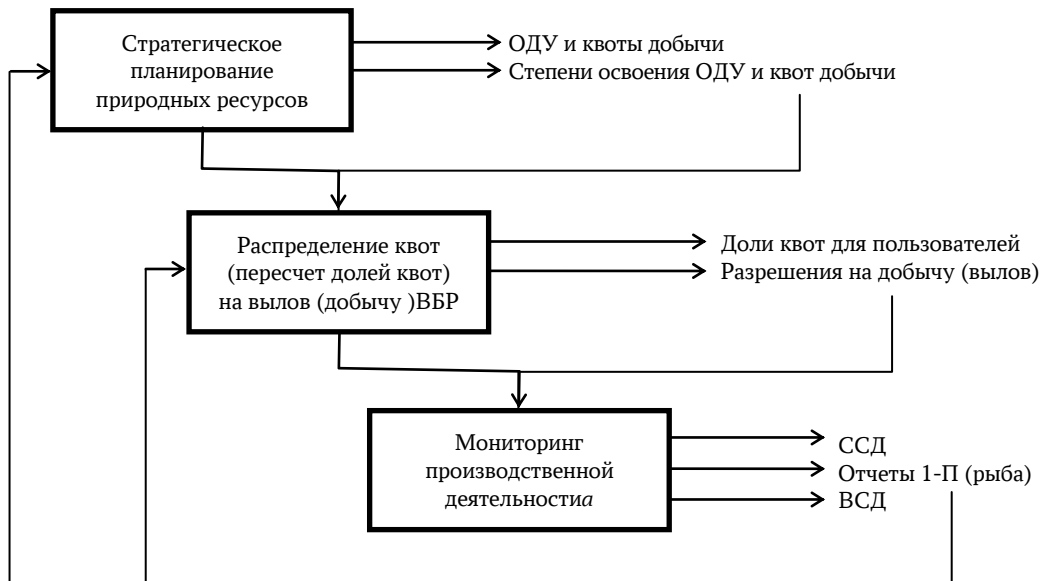 Стратегическое
планирование
природных ресурсов
ОДУ и квоты добычи
Степени освоения ОДУ и квот добычи
Распределение квот
(пересчет долей квот)
на вылов (добычу )ВБР
Доли квот для пользователей
Разрешения на добычу (вылов)
Мониторинг
производственной
деятельностиа
ССД
Отчеты 1-П (рыба)
ВСД